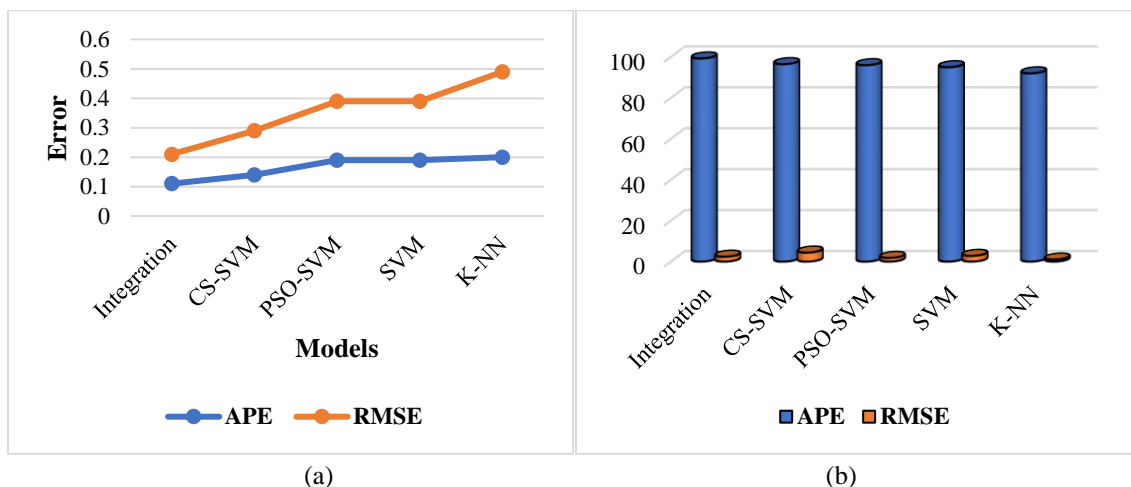 0.6
0.5
0.4
0.3
0.2
0.1
0
Error
Integration
CS-SVM
PSO-SVM
SVM
K-NN
Models
APE RMSE
(a)
100
80
60
40
20
0
Integration
CS-SVM
PSO-SVM
SVM
K-NN
APE RMSE
(b)